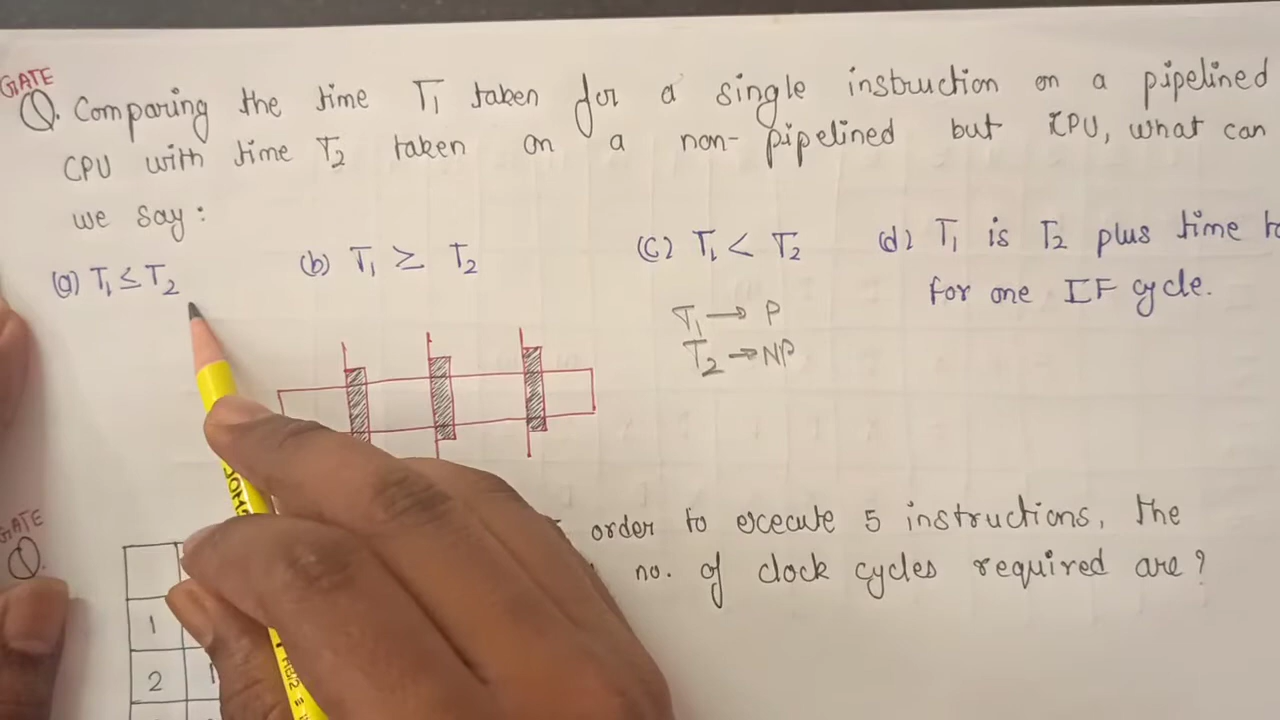 GATE
Q. Comparing the time T1 taken for a single instruction on a pipelined
CPU with time T2 taken on a non-pipelined but CPU, what can
we say:
(a) T1 ≤ T2 (b) T1 ≥ T2 (c) T1 < T2 (d) T1 is T2 plus time
for one IF cycle.
T1 → P
T2 → NP
GATE
Q.
order to execute 5 instructions, the
no. of clock cycles required are?
1
2